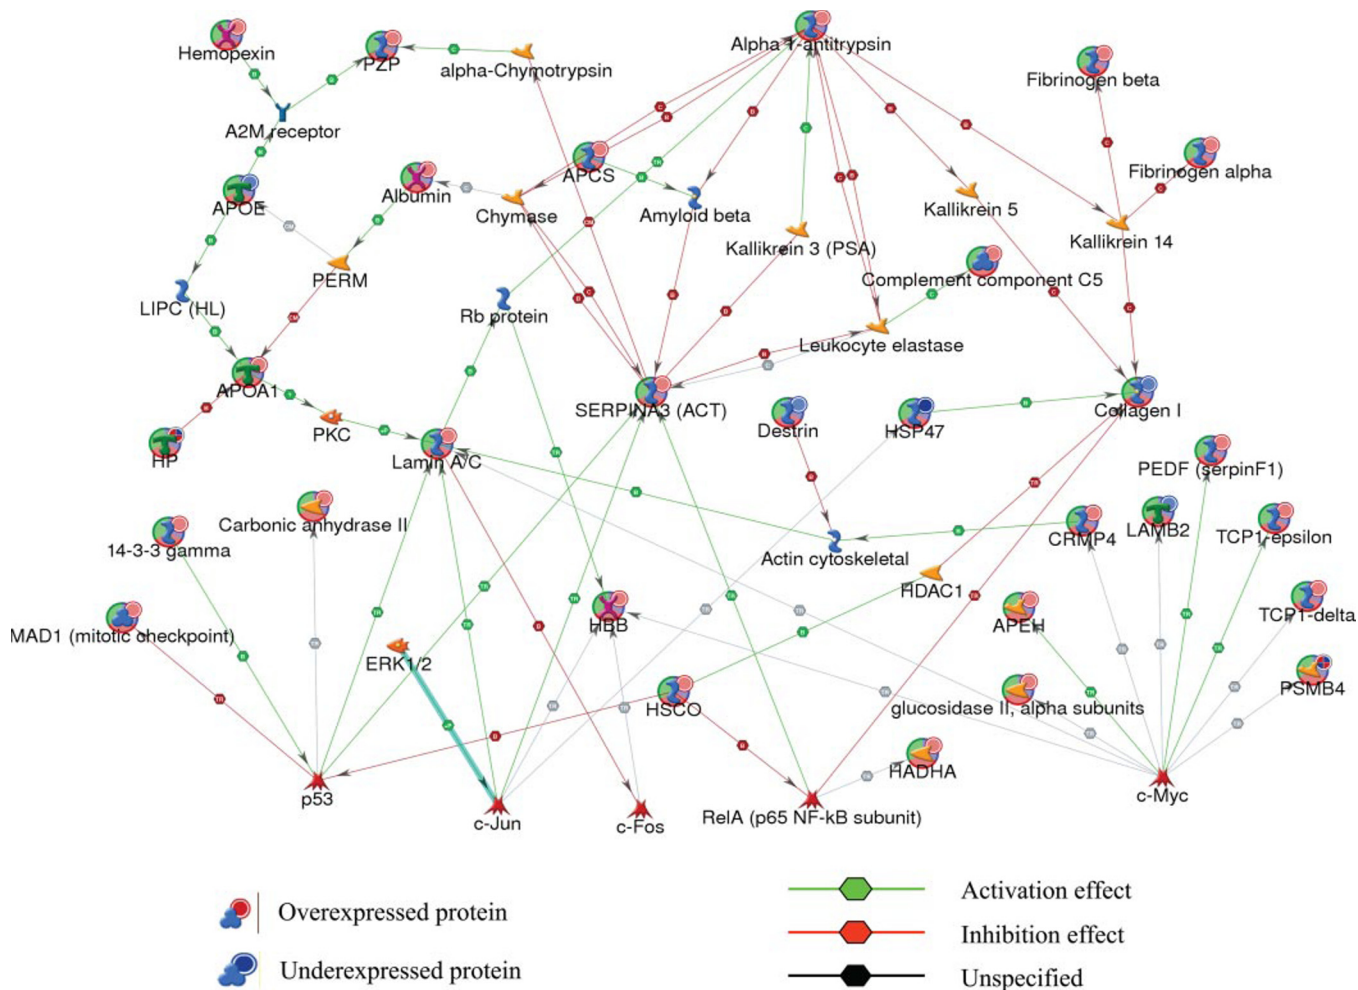 Hemopexin
PZP
alpha-Chymotrypsin
Alpha 1-antitrypsin
Fibrinogen beta
A2M receptor
Fibrinogen alpha
APOE
Albumin
APCS
Chymase
Amyloid beta
Kallikrein 5
Kallikrein 14
Kallikrein 3 (PSA)
PERM
Complement component C5
LIPC (HL)
Rb protein
Leukocyte elastase
APOA1
SERPINA3 (ACT)
Collagen I
PKC
Destrin
HSP47
HP
Lamin A/C
PEDF (serpinF1)
Carbonic anhydrase II
14-3-3 gamma
Actin cytoskeletal
CRMP4
LAMB2
TCP1-epsilon
HDAC1
MAD1 (mitotic checkpoint)
HBB
APEH
TCP1-delta
ERK1/2
PSMB4
HSCO
glucosidase II, alpha subunits
HADHA
p53
c-Jun
c-Fos
RelA (p65 NF-kB subunit)
c-Myc
Overexpressed protein
Activation effect
Inhibition effect
Underexpressed protein
Unspecified